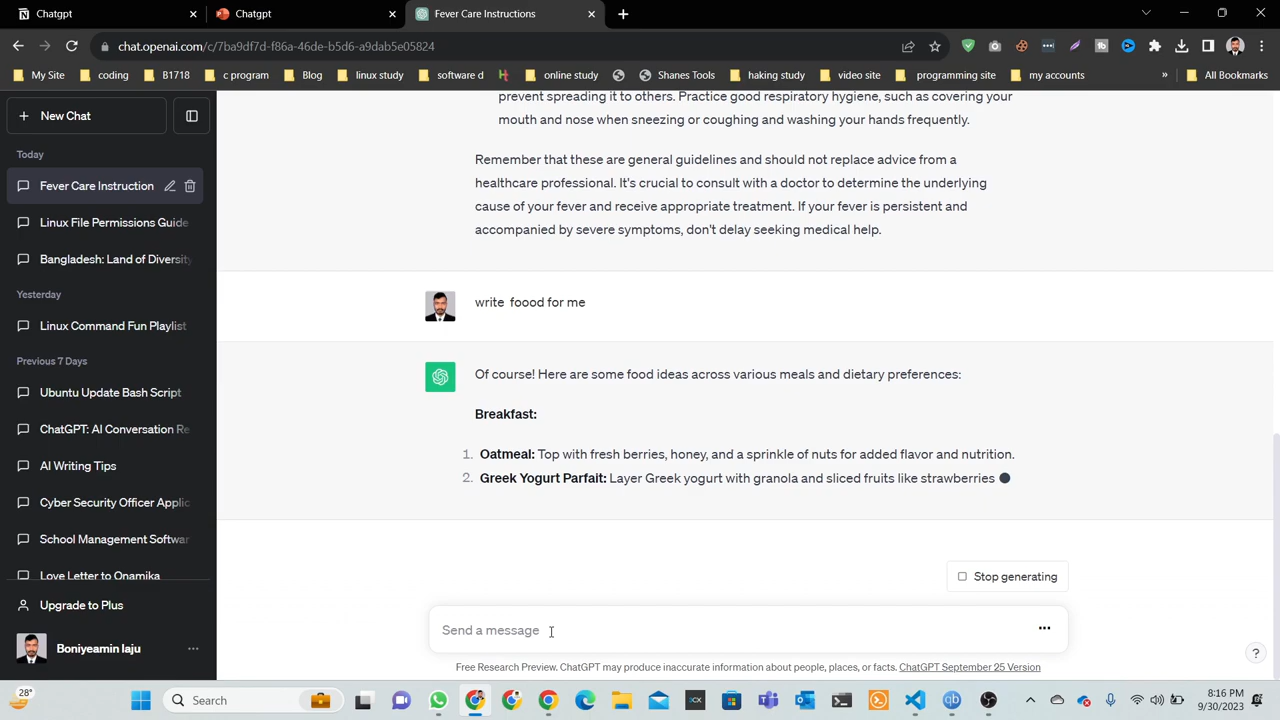 Chatgpt
Chatgpt
Fever Care Instructions
chat.openai.com/c/7ba9df7d-f86a-46de-b5d6-a9dab5e05824
My Site
coding
B1718
c program
Blog
linux study
software d
online study
Shanes Tools
haking study
video site
programming site
my accounts
»
All Bookmarks
New Chat
Today
Fever Care Instruction
Linux File Permissions Guide
Bangladesh: Land of Diversity
Yesterday
Linux Command Fun Playlist
Previous 7 Days
Ubuntu Update Bash Script
ChatGPT: AI Conversation Re
AI Writing Tips
Cyber Security Officer Applic
School Management Softwar
Love Letter to Onamika
Upgrade to Plus
Boniyeamin laju
prevent spreading it to others. Practice good respiratory hygiene, such as covering your
mouth and nose when sneezing or coughing and washing your hands frequently.
Remember that these are general guidelines and should not replace advice from a
healthcare professional. It's crucial to consult with a doctor to determine the underlying
cause of your fever and receive appropriate treatment. If your fever is persistent and
accompanied by severe symptoms, don't delay seeking medical help.
write foood for me
Of course! Here are some food ideas across various meals and dietary preferences:
Breakfast:
1. Oatmeal: Top with fresh berries, honey, and a sprinkle of nuts for added flavor and nutrition.
2. Greek Yogurt Parfait: Layer Greek yogurt with granola and sliced fruits like strawberries
Stop generating
Send a message
Free Research Preview. ChatGPT may produce inaccurate information about people, places, or facts. ChatGPT September 25 Version
?
28°
Search
8:16 PM
9/30/2023